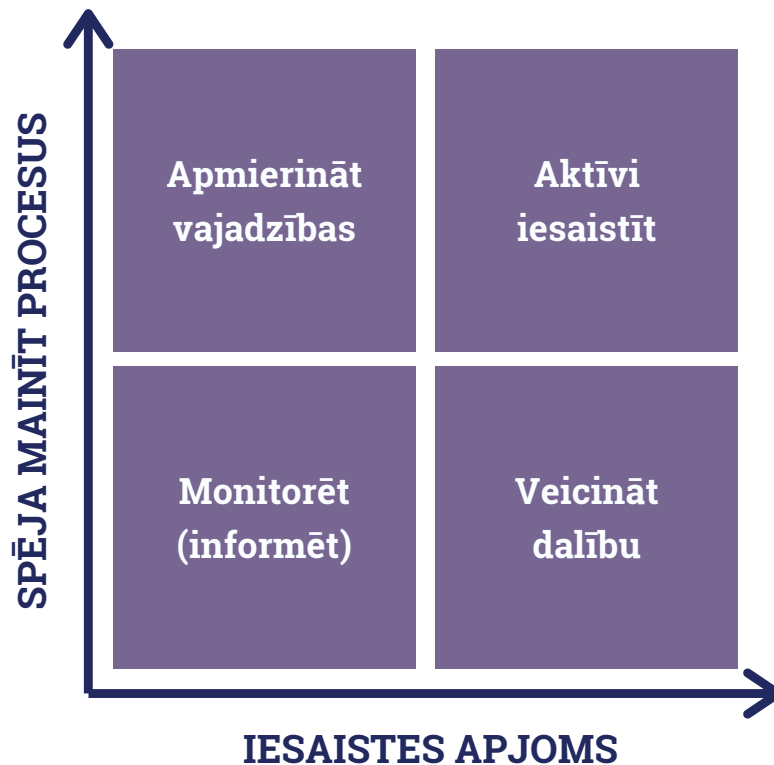 SPĒJA MAINĪT PROCESUS
Apmierināt
vajadzības
Aktīvi
iesaistīt
Monitorēt
(informēt)
Veicināt
dalību
IESAISTES APJOMS